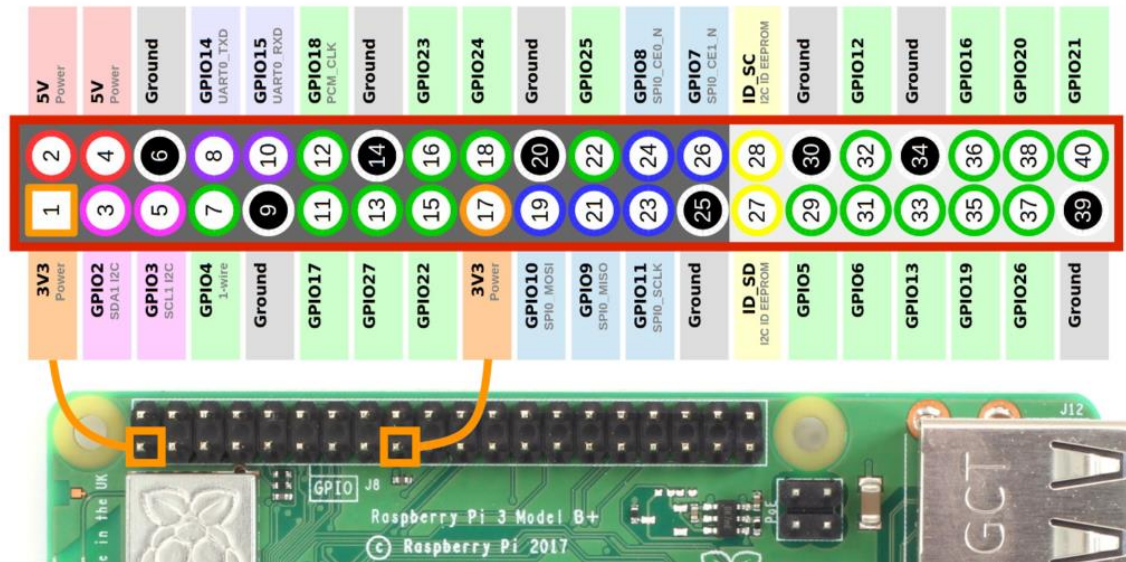 5V
Power
5V
Power
Ground
GPIO14
UART0_TXD
GPIO15
UART0_RXD
GPIO18
PCM_CLK
Ground
GPIO23
GPIO24
Ground
GPIO25
GPIO8
SPI0_CE0_N
GPIO7
SPI0_CE1_N
ID_SC
I2C ID EEPROM
Ground
GPIO12
Ground
GPIO16
GPIO20
GPIO21
2 4 6 8 10 12 14 16 18 20 22 24 26 28 30 32 34 36 38 40
1 3 5 7 9 11 13 15 17 19 21 23 25 27 29 31 33 35 37 39
3V3
Power
GPIO2
SDA1 I2C
GPIO3
SCL1 I2C
GPIO4
1-wire
Ground
GPIO17
GPIO27
GPIO22
3V3
Power
GPIO10
SPI0_MOSI
GPIO9
SPI0_MISO
GPIO11
SPI0_SCLK
Ground
ID_SD
I2C ID EEPROM
GPIO5
GPIO6
GPIO13
GPIO19
GPIO26
Ground
J12
GPIO J8
PoE
GCT
in the UK
Raspberry Pi 3 Model B+
© Raspberry Pi 2017